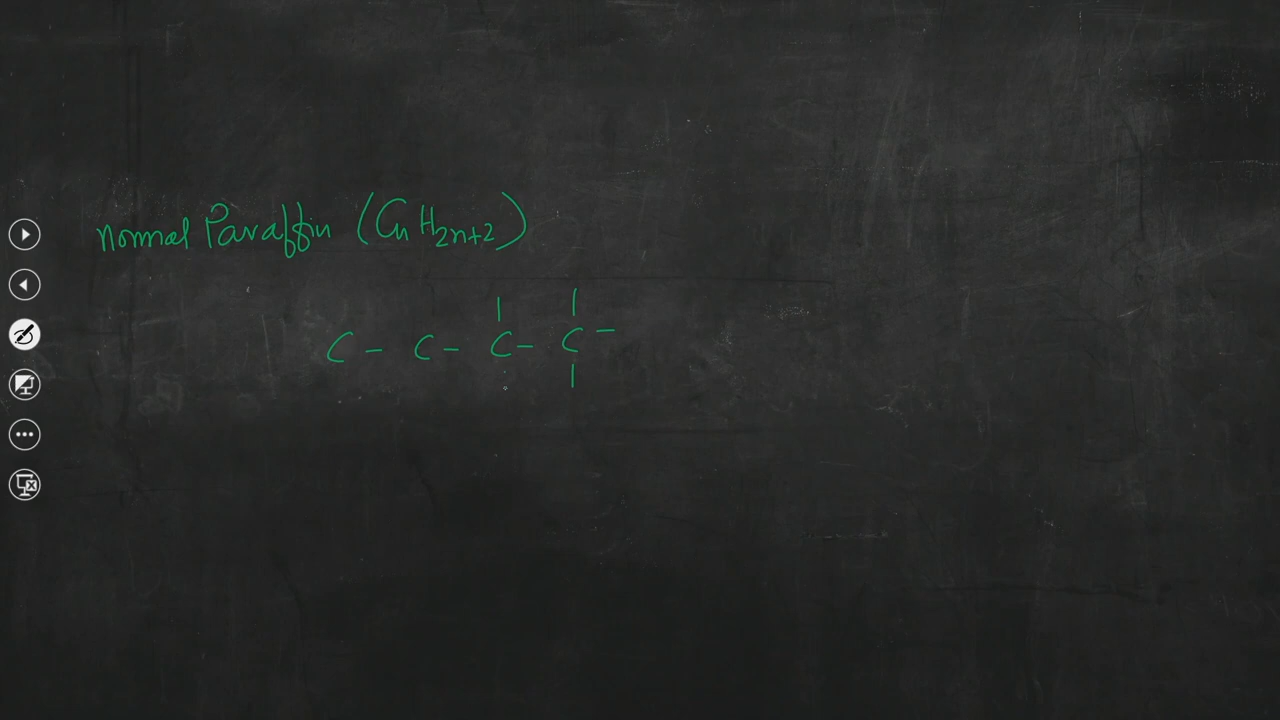 normal Paraffin (CnH2n+2)
C - C - C - C -